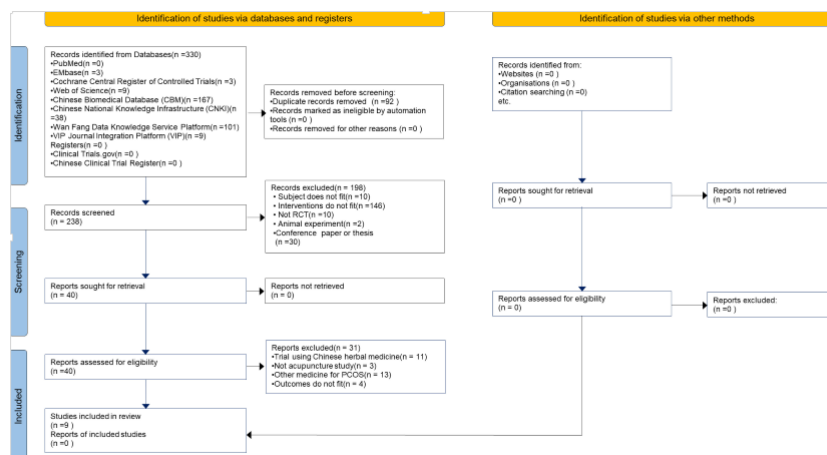 Identification of studies via databases and registers
Identification of studies via other methods
Identification
Records identified from Databases(n =330)
•PubMed(n =0)
•EMbase(n =3)
•Cochrane Central Register of Controlled Trials(n =3)
•Web of Science(n =9)
•Chinese Biomedical Database (CBM)(n =167)
•Chinese National Knowledge Infrastructure (CNKI)(n
=38)
•Wan Fang Data Knowledge Service Platform(n =101)
•VIP Journal Integration Platform (VIP)(n =9)
Registers(n =0 )
•Clinical Trials.gov(n =0 )
•Chinese Clinical Trial Register(n =0 )
Records removed before screening:
•Duplicate records removed (n =92 )
•Records marked as ineligible by automation
tools (n =0 )
•Records removed for other reasons (n =0 )
Records identified from:
•Websites (n =0 )
•Organisations (n =0 )
•Citation searching (n =0)
etc.
Screening
Records screened
(n = 238)
Records excluded(n = 198)
• Subject does not fit(n =10)
• Interventions do not fit(n =146)
• Not RCT(n =10)
• Animal experiment(n =2)
•Conference paper or thesis
(n =30)
Reports sought for retrieval
(n =0 )
Reports not retrieved
(n =0 )
Reports sought for retrieval
(n = 40)
Reports not retrieved
(n = 0)
Reports assessed for eligibility
(n = 0)
Reports excluded:
(n =0 )
Reports assessed for eligibility
(n =40)
Reports excluded(n = 31)
•Trial using Chinese herbal medicine(n = 11)
•Not acupuncture study(n = 3)
•Other medicine for PCOS(n = 13)
•Outcomes do not fit(n = 4)
Included
Studies included in review
(n =9 )
Reports of included studies
(n =0 )